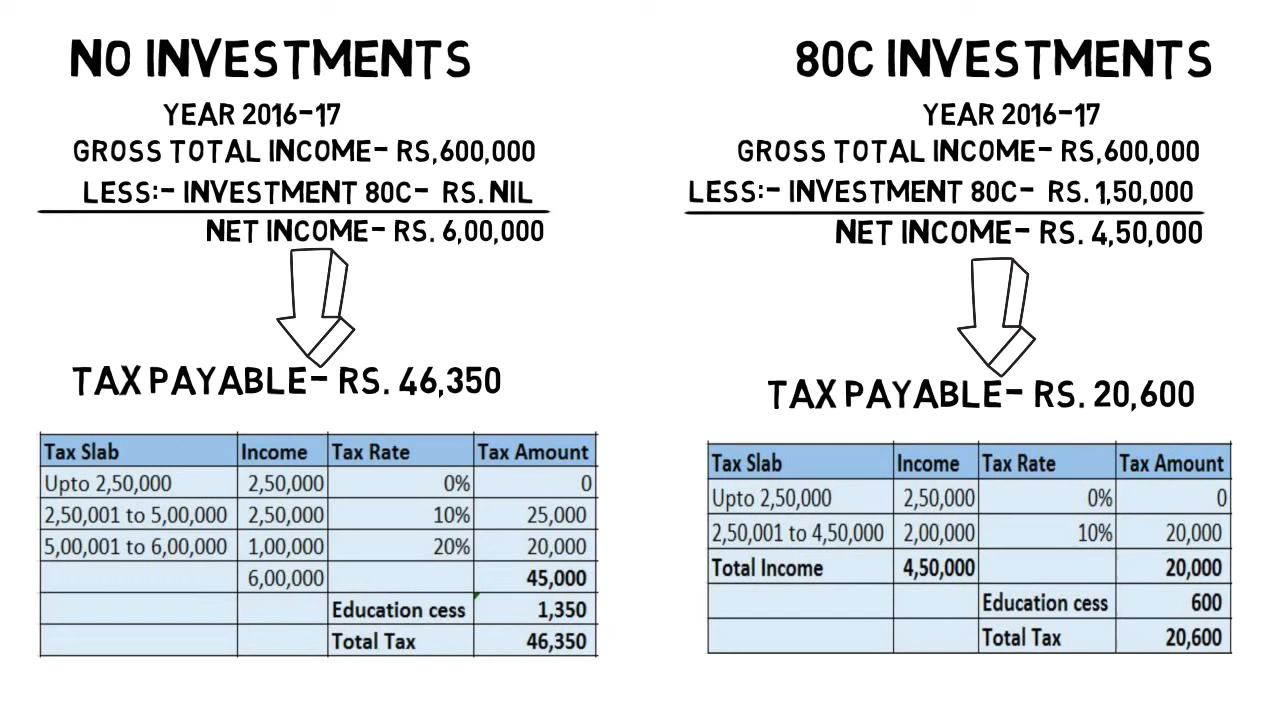 NO INVESTMENTS
YEAR 2016-17
GROSS TOTAL INCOME- RS,600,000
LESS:- INVESTMENT 80C- RS. NIL
NET INCOME- RS. 6,00,000
TAX PAYABLE- RS. 46,350
Tax Slab Income Tax Rate Tax Amount
Upto 2,50,000 2,50,000 0% 0
2,50,001 to 5,00,000 2,50,000 10% 25,000
5,00,001 to 6,00,000 1,00,000 20% 20,000
6,00,000 45,000
Education cess 1,350
Total Tax 46,350
80C INVESTMENTS
YEAR 2016-17
GROSS TOTAL INCOME- RS,600,000
LESS:- INVESTMENT 80C- RS. 1,50,000
NET INCOME- RS. 4,50,000
TAX PAYABLE- RS. 20,600
Tax Slab Income Tax Rate Tax Amount
Upto 2,50,000 2,50,000 0% 0
2,50,001 to 4,50,000 2,00,000 10% 20,000
Total Income 4,50,000 20,000
Education cess 600
Total Tax 20,600